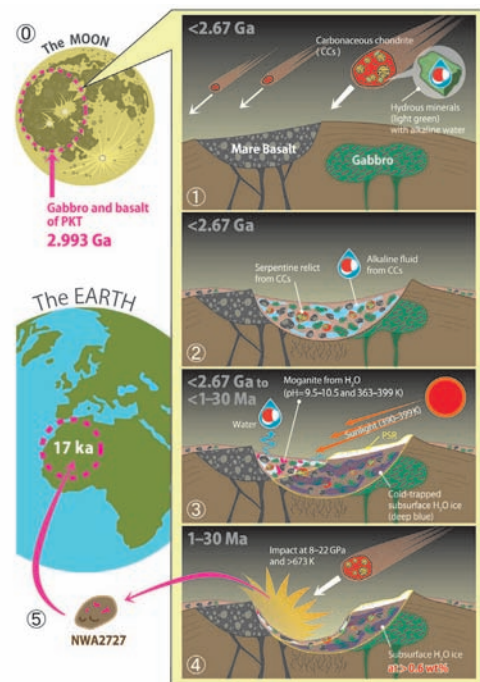 ⓪
The MOON
Gabbro and basalt
of PKT
2.993 Ga
The EARTH
17 ka
⑤
NWA2727
<2.67 Ga
Carbonaceous chondrite
(CCs)
Hydrous minerals
(light green)
with alkaline water
Mare Basalt
Gabbro
①
<2.67 Ga
Serpentine relict
from CCs
Alkaline fluid
from CCs
②
<2.67 Ga to
<1–30 Ma
Moganite from H₂O
(pH= 9.5–10.5 and 363–399 K)
Water
Sunlight (390–399 K)
PSR
Cold-trapped
subsurface H₂O ice
(deep blue)
③
1–30 Ma
Impact at 8–22 GPa
and >673 K
Subsurface H₂O ice
at >0.6 wt%
④